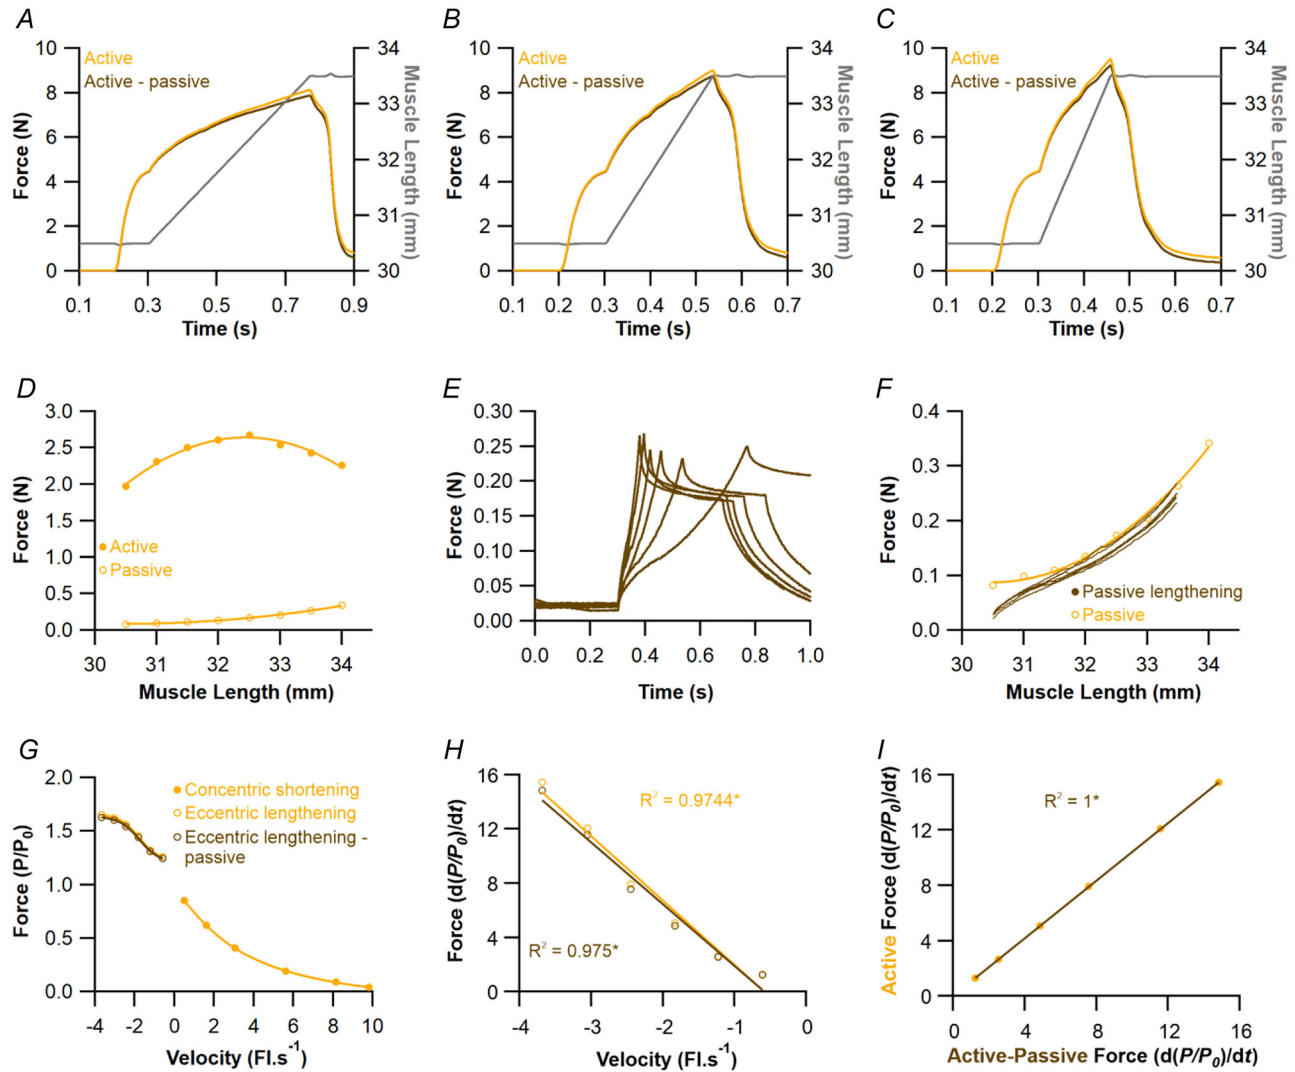 A
Active
Active - passive
10
8
6
4
2
0
Force (N)
34
33
32
31
30
Muscle Length (mm)
0.1 0.3 0.5 0.7 0.9
Time (s)
B
Active
Active - passive
10
8
6
4
2
0
Force (N)
34
33
32
31
30
Muscle Length (mm)
0.1 0.2 0.3 0.4 0.5 0.6 0.7
Time (s)
C
Active
Active - passive
10
8
6
4
2
0
Force (N)
34
33
32
31
30
Muscle Length (mm)
0.1 0.2 0.3 0.4 0.5 0.6 0.7
Time (s)
D
3.0
2.5
2.0
1.5
1.0
0.5
0.0
Force (N)
Active
Passive
30 31 32 33 34
Muscle Length (mm)
E
0.30
0.25
0.20
0.15
0.10
0.05
0.00
Force (N)
0.0 0.2 0.4 0.6 0.8 1.0
Time (s)
F
0.4
0.3
0.2
0.1
0.0
Force (N)
Passive lengthening
Passive
30 31 32 33 34
Muscle Length (mm)
G
2.0
1.5
1.0
0.5
0.0
Force (P/P₀)
Concentric shortening
Eccentric lengthening
Eccentric lengthening -
passive
-4 -2 0 2 4 6 8 10
Velocity (Fl.s⁻¹)
H
16
12
8
4
0
Force (d(P/P₀)/dt)
R² = 0.9744*
R² = 0.975*
-4 -3 -2 -1 0
Velocity (Fl.s⁻¹)
I
16
12
8
4
0
Active Force (d(P/P₀)/dt)
R² = 1*
0 4 8 12 16
Active-Passive Force (d(P/P₀)/dt)